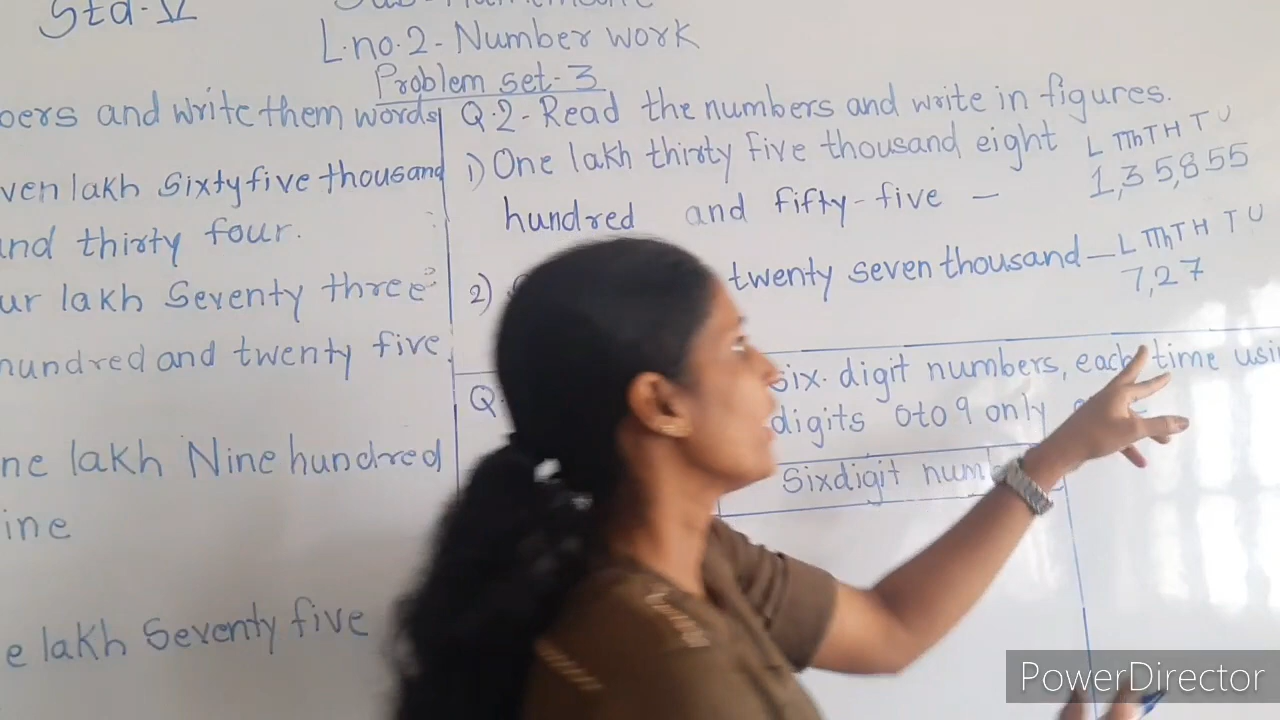 Std-V
L.no.2- Number work
Problem set-3
bers and write them words
ven lakh Sixtyfive thousand
and thirty four.
ur lakh Seventy three
hundred and twenty five
ne lakh Nine hundred
ine
e lakh Seventy five
Q.2- Read the numbers and write in figures.
1) One lakh thirty five thousand eight
hundred and fifty-five -
L TTh TH H T U
1,35,855
2) twenty seven thousand -
L TTh TH H T U
7,27
Q
six digit numbers, each time usi
digits 0 to 9 only
Sixdigit num
PowerDirector